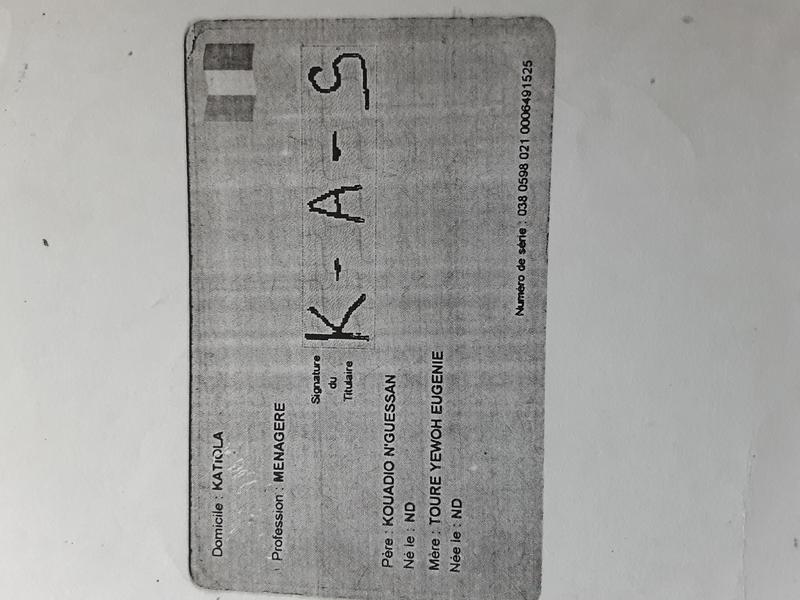 Domicile : KATIOLA
Profession : MENAGERE
Signature
du
Titulaire
K - A - S
Père : KOUADIO N'GUESSAN
Né le : ND
Mère : TOURE YEWOH EUGENIE
Née le : ND
Numéro de série : 038 0598 021 0006491525